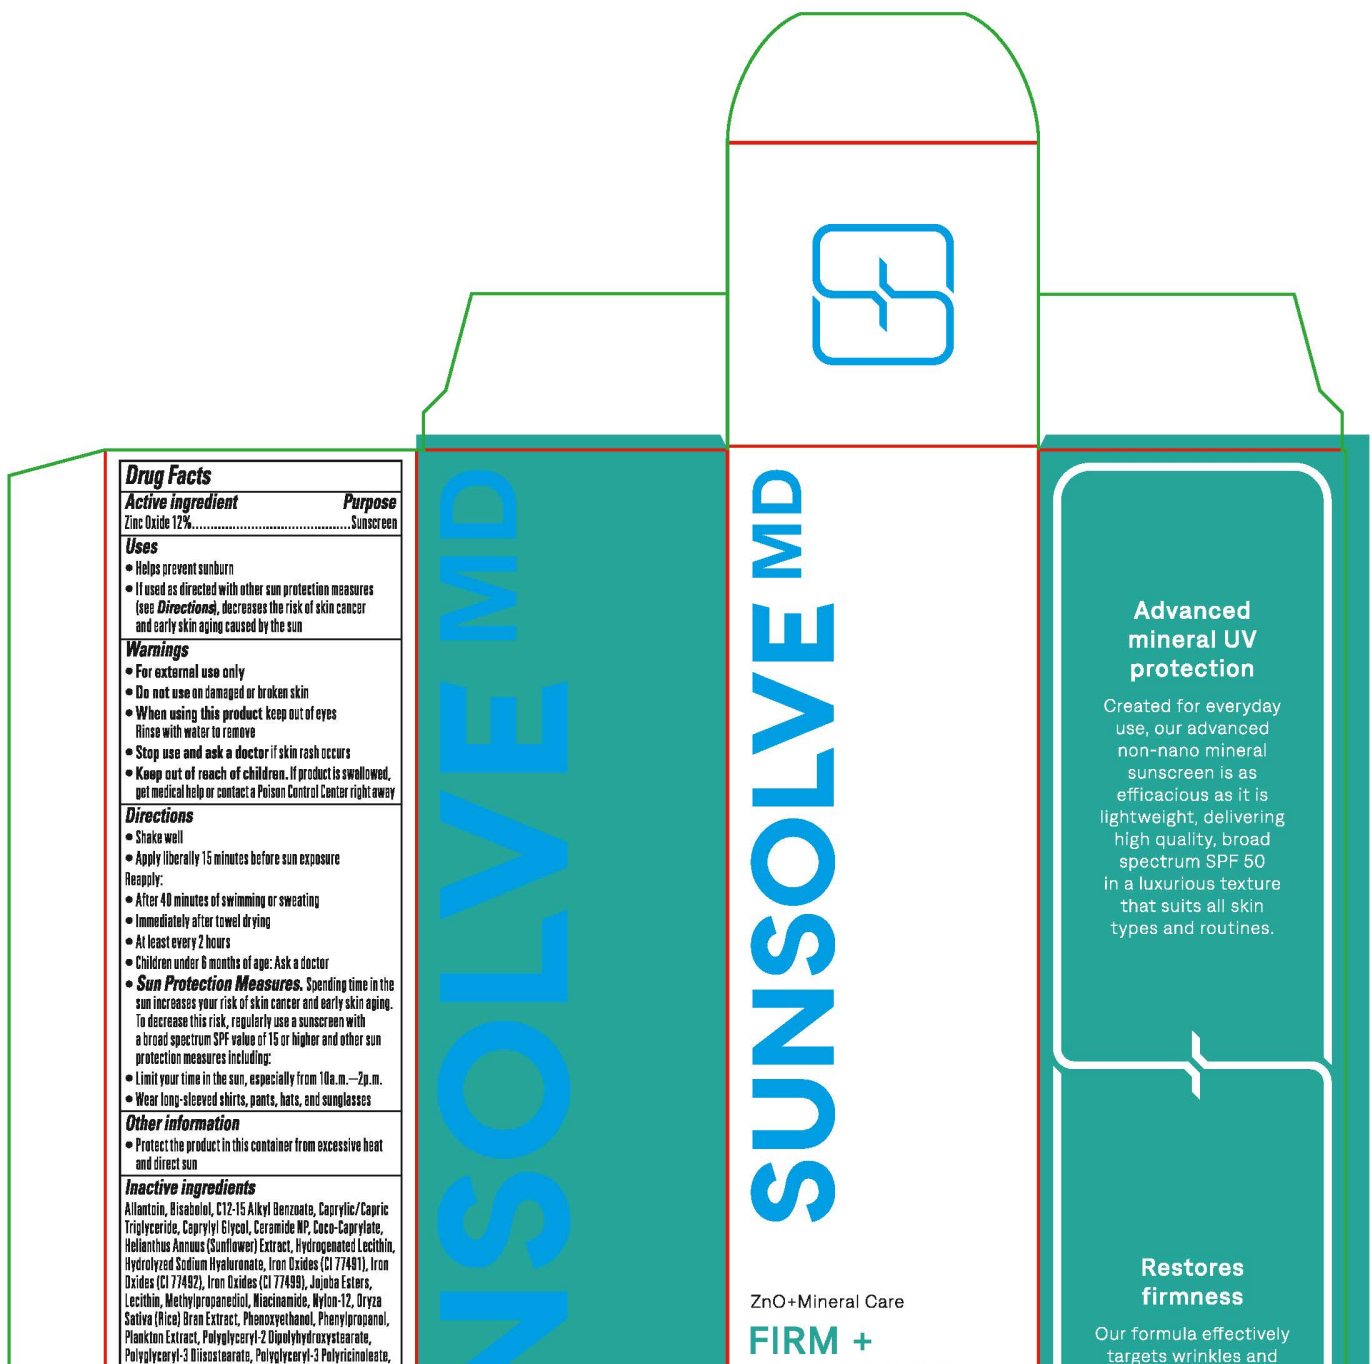 Drug Facts
Active ingredient Purpose
Zinc Oxide 12%...........................................Sunscreen
Uses
• Helps prevent sunburn
• If used as directed with other sun protection measures
(see Directions), decreases the risk of skin cancer
and early skin aging caused by the sun
Warnings
• For external use only
• Do not use on damaged or broken skin
• When using this product keep out of eyes
Rinse with water to remove
• Stop use and ask a doctor if skin rash occurs
• Keep out of reach of children. If product is swallowed,
get medical help or contact a Poison Control Center right away
Directions
• Shake well
• Apply liberally 15 minutes before sun exposure
Reapply:
• After 40 minutes of swimming or sweating
• Immediately after towel drying
• At least every 2 hours
• Children under 6 months of age: Ask a doctor
• Sun Protection Measures. Spending time in the
sun increases your risk of skin cancer and early skin aging.
To decrease this risk, regularly use a sunscreen with
a broad spectrum SPF value of 15 or higher and other sun
protection measures including:
• Limit your time in the sun, especially from 10a.m.–2p.m.
• Wear long-sleeved shirts, pants, hats, and sunglasses
Other information
• Protect the product in this container from excessive heat
and direct sun
Inactive ingredients
Allantoin, Bisabolol, C12-15 Alkyl Benzoate, Caprylic/Capric
Triglyceride, Caprylyl Glycol, Ceramide NP, Coco-Caprylate,
Helianthus Annuus (Sunflower) Extract, Hydrogenated Lecithin,
Hydrolyzed Sodium Hyaluronate, Iron Oxides (CI 77491), Iron
Oxides (CI 77492), Iron Oxides (CI 77499), Jojoba Esters,
Lecithin, Methylpropanediol, Niacinamide, Nylon-12, Oryza
Sativa (Rice) Bran Extract, Phenoxyethanol, Phenylpropanol,
Plankton Extract, Polyglyceryl-2 Dipolyhydroxystearate,
Polyglyceryl-3 Diisostearate, Polyglyceryl-3 Polyricinoleate,
NSOLVE MD
SUNSOLVE MD
ZnO+Mineral Care
FIRM +
Advanced
mineral UV
protection
Created for everyday
use, our advanced
non-nano mineral
sunscreen is as
efficacious as it is
lightweight, delivering
high quality, broad
spectrum SPF 50
in a luxurious texture
that suits all skin
types and routines.
Restores
firmness
Our formula effectively
targets wrinkles and